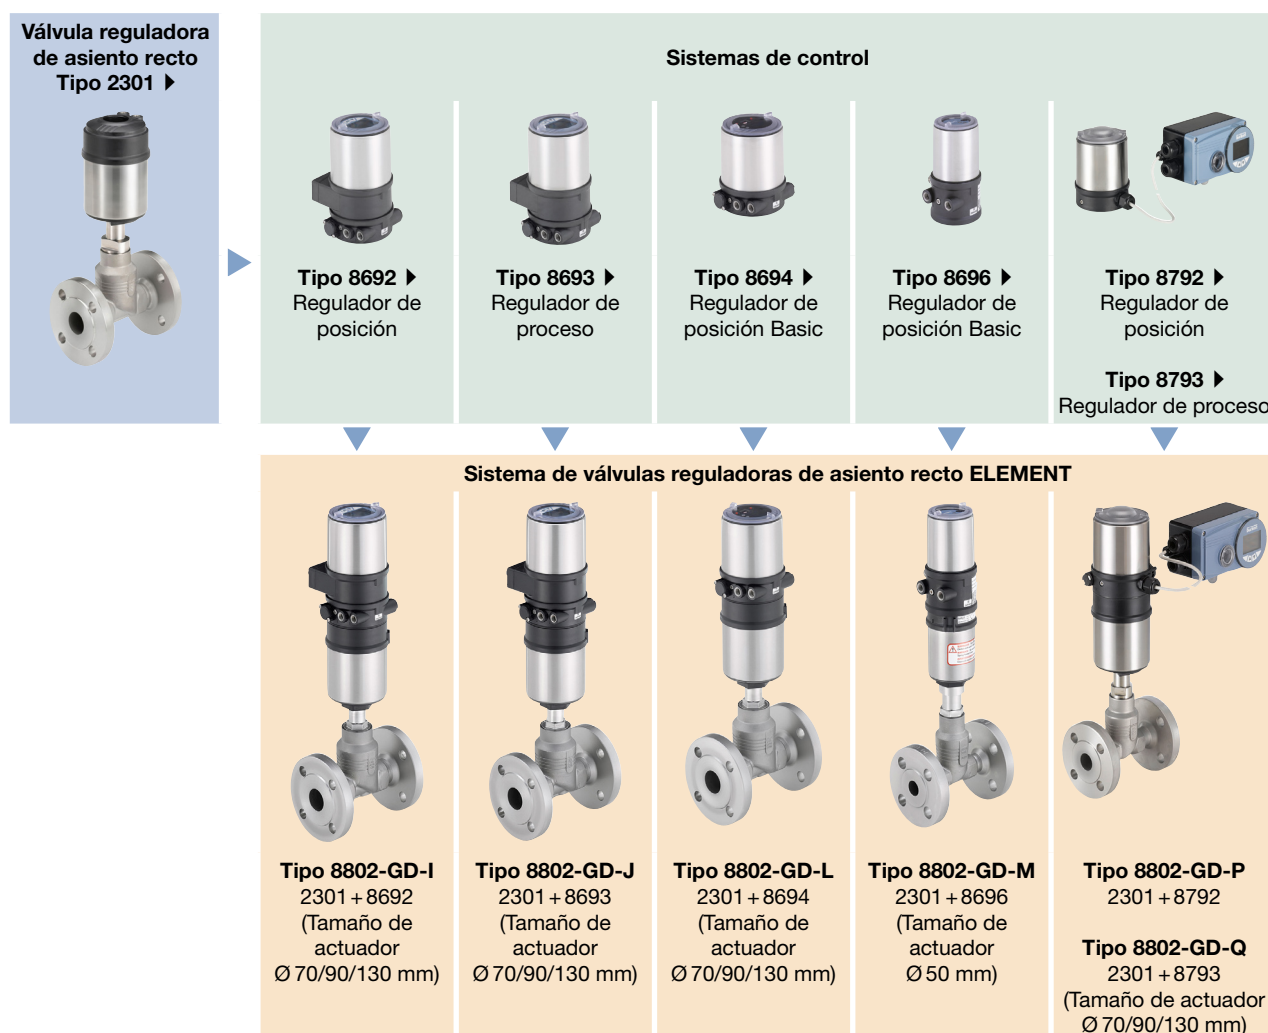 Válvula reguladora
de asiento recto
Tipo 2301 ▶
Sistemas de control
Tipo 8692 ▶
Regulador de
posición
Tipo 8693 ▶
Regulador de
proceso
Tipo 8694 ▶
Regulador de
posición Basic
Tipo 8696 ▶
Regulador de
posición Basic
Tipo 8792 ▶
Regulador de
posición
Tipo 8793 ▶
Regulador de proceso
Sistema de válvulas reguladoras de asiento recto ELEMENT
Tipo 8802-GD-I
2301 + 8692
(Tamaño de
actuador
Ø 70/90/130 mm)
Tipo 8802-GD-J
2301 + 8693
(Tamaño de
actuador
Ø 70/90/130 mm)
Tipo 8802-GD-L
2301 + 8694
(Tamaño de
actuador
Ø 70/90/130 mm)
Tipo 8802-GD-M
2301 + 8696
(Tamaño de
actuador
Ø 50 mm)
Tipo 8802-GD-P
2301 + 8792
Tipo 8802-GD-Q
2301 + 8793
(Tamaño de actuador
Ø 70/90/130 mm)